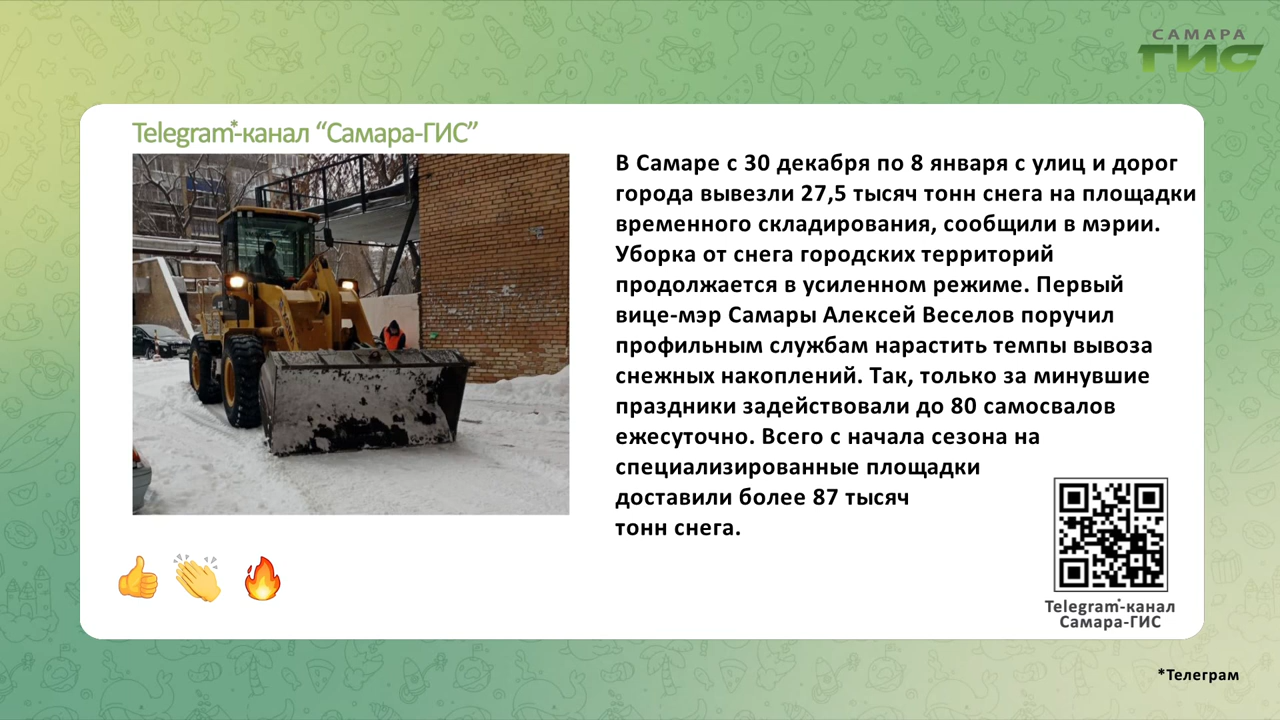 САМАРА
ГИС
Telegram*-канал “Самара-ГИС”
В Самаре с 30 декабря по 8 января с улиц и дорог
города вывезли 27,5 тысяч тонн снега на площадки
временного складирования, сообщили в мэрии.
Уборка от снега городских территорий
продолжается в усиленном режиме. Первый
вице-мэр Самары Алексей Веселов поручил
профильным службам нарастить темпы вывоза
снежных накоплений. Так, только за минувшие
праздники задействовали до 80 самосвалов
ежесуточно. Всего с начала сезона на
специализированные площадки
доставили более 87 тысяч
тонн снега.
Telegram*-канал
Самара-ГИС
*Телеграм